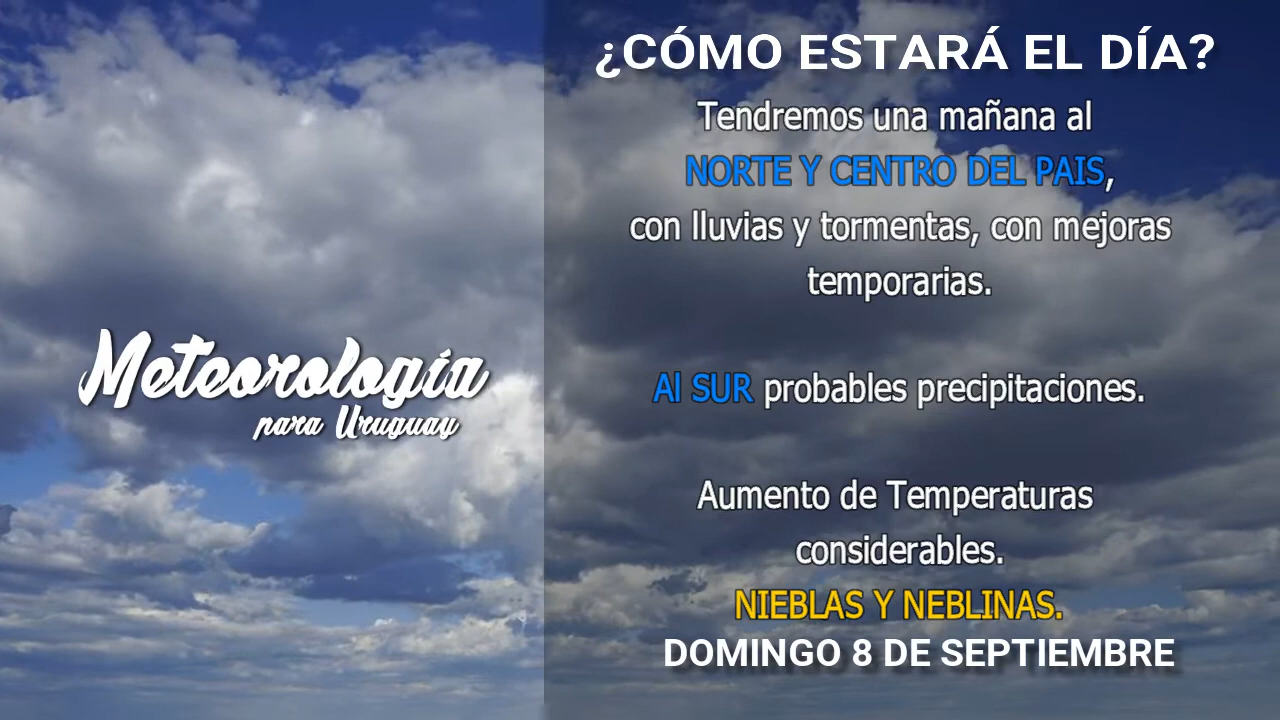 Meteorología
para Uruguay
¿CÓMO ESTARÁ EL DÍA?
Tendremos una mañana al
NORTE Y CENTRO DEL PAIS,
con lluvias y tormentas, con mejoras
temporarias.
Al SUR probables precipitaciones.
Aumento de Temperaturas
considerables.
NIEBLAS Y NEBLINAS.
DOMINGO 8 DE SEPTIEMBRE